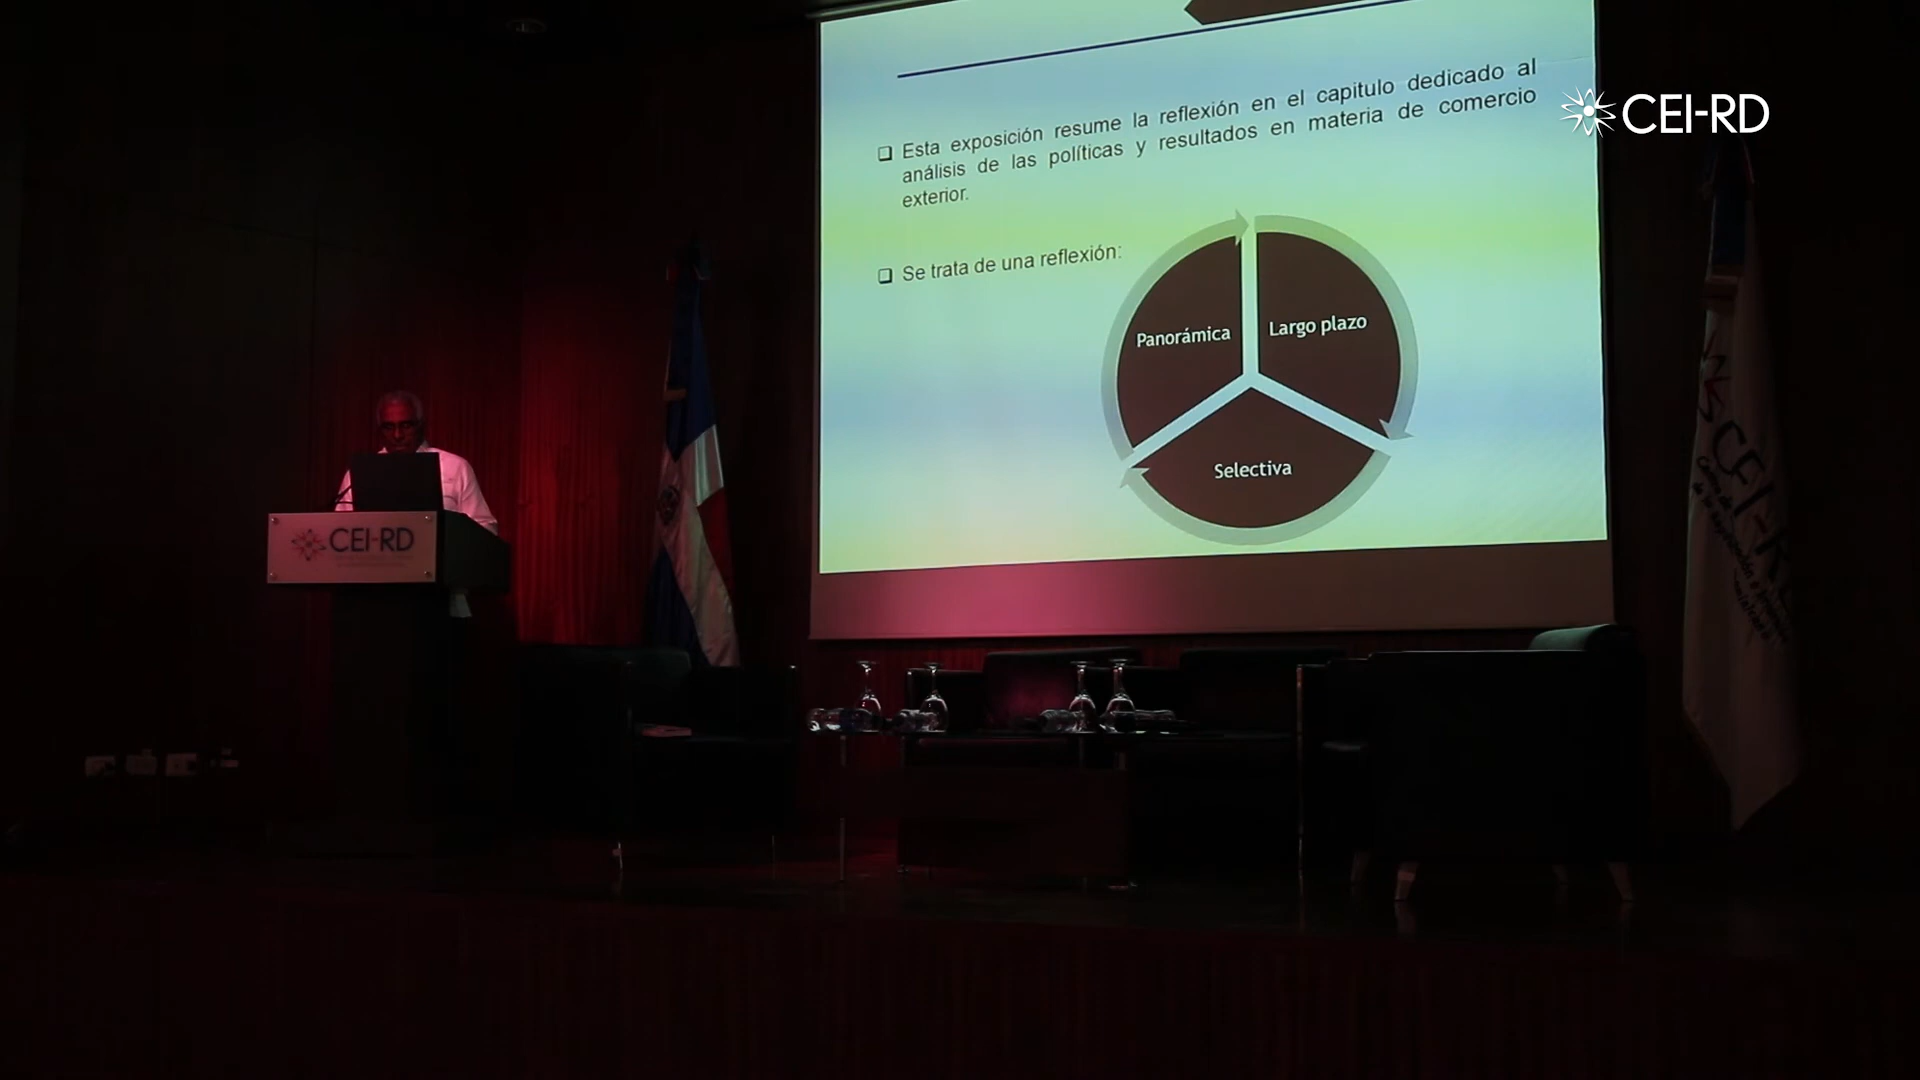 Esta exposición resume la reflexión en el capitulo dedicado al
análisis de las políticas y resultados en materia de comercio
exterior.
Se trata de una reflexión:
Panorámica
Largo plazo
Selectiva
CEI-RD
CEI-RD